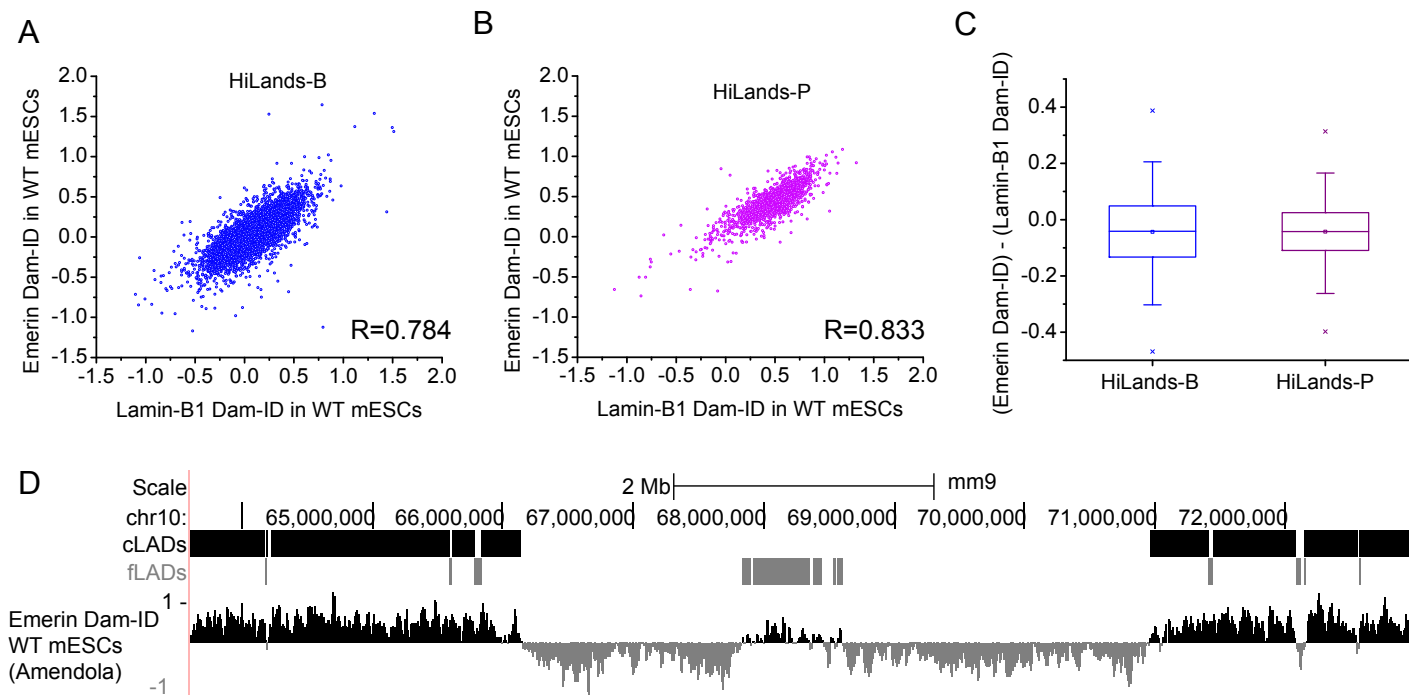 A
HiLands-B
Emerin Dam-ID in WT mESCs
2.0
1.5
1.0
0.5
0.0
-0.5
-1.0
-1.5
R=0.784
-1.5 -1.0 -0.5 0.0 0.5 1.0 1.5 2.0
Lamin-B1 Dam-ID in WT mESCs
B
HiLands-P
Emerin Dam-ID in WT mESCs
2.0
1.5
1.0
0.5
0.0
-0.5
-1.0
-1.5
R=0.833
-1.5 -1.0 -0.5 0.0 0.5 1.0 1.5 2.0
Lamin-B1 Dam-ID in WT mESCs
C
(Emerin Dam-ID) - (Lamin-B1 Dam-ID)
0.4
0.2
0.0
-0.2
-0.4
HiLands-B HiLands-P
D
Scale 2 Mb mm9
chr10: 65,000,000 66,000,000 67,000,000 68,000,000 69,000,000 70,000,000 71,000,000 72,000,000
cLADs
fLADs
1 -
Emerin Dam-ID
WT mESCs
(Amendola)
-1